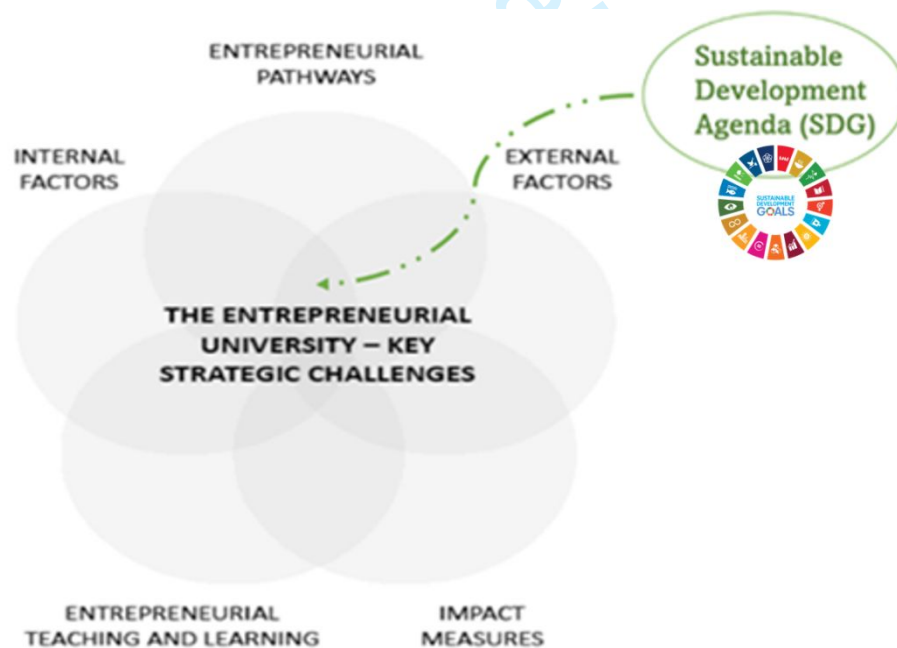 ENTREPRENEURIAL
PATHWAYS
Sustainable
Development
Agenda (SDG)
INTERNAL
FACTORS
EXTERNAL
FACTORS
SUSTAINABLE
DEVELOPMENT
GOALS
THE ENTREPRENEURIAL
UNIVERSITY – KEY
STRATEGIC CHALLENGES
ENTREPRENEURIAL
TEACHING AND LEARNING
IMPACT
MEASURES